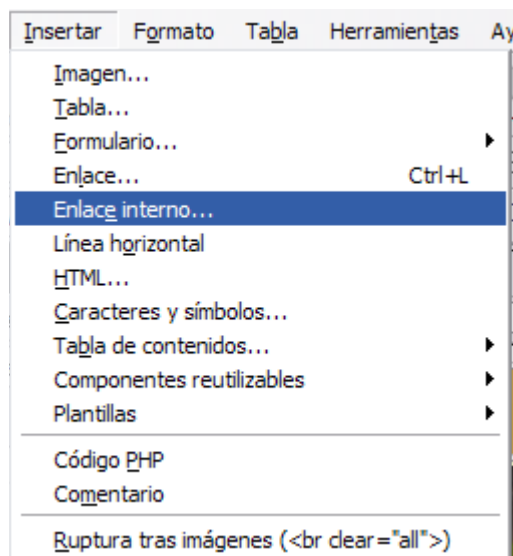 Insertar Formato Tabla Herramientas Ay
Imagen...
Tabla...
Formulario...
Enlace... Ctrl+L
Enlace interno...
Línea horizontal
HTML...
Caracteres y símbolos...
Tabla de contenidos...
Componentes reutilizables
Plantillas
Código PHP
Comentario
Ruptura tras imágenes (<br clear="all">)